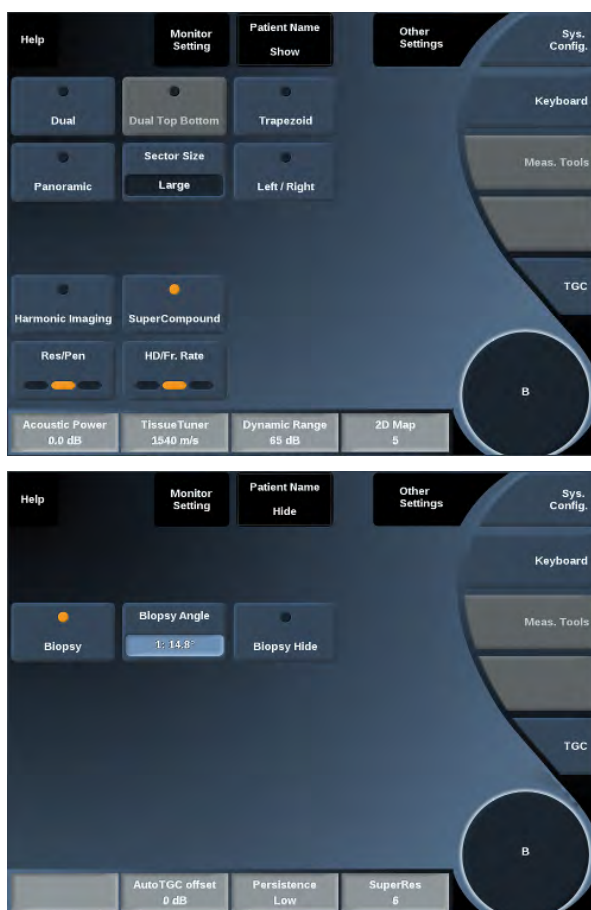 Help
Monitor
Setting
Patient Name
Show
Other
Settings
Sys.
Config.
Dual
Dual Top Bottom
Trapezoid
Keyboard
Panoramic
Sector Size
Large
Left / Right
Meas. Tools
TGC
Harmonic Imaging
SuperCompound
Res/Pen
HD/Fr. Rate
B
Acoustic Power
0.0 dB
TissueTuner
1540 m/s
Dynamic Range
65 dB
2D Map
5
Help
Monitor
Setting
Patient Name
Hide
Other
Settings
Sys.
Config.
Keyboard
Biopsy
Biopsy Angle
1: 14.8°
Biopsy Hide
Meas. Tools
TGC
B
AutoTGC offset
0 dB
Persistence
Low
SuperRes
6